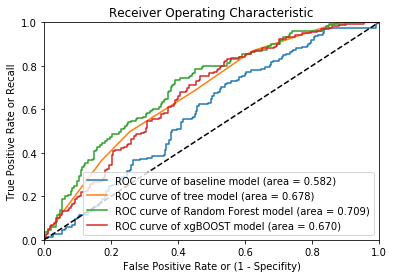 Receiver Operating Characteristic
True Positive Rate or Recall
1.0
0.8
0.6
0.4
0.2
0.0
ROC curve of baseline model (area = 0.582)
ROC curve of tree model (area = 0.678)
ROC curve of Random Forest model (area = 0.709)
ROC curve of xgBOOST model (area = 0.670)
0.0 0.2 0.4 0.6 0.8 1.0
False Positive Rate or (1 - Specifity)